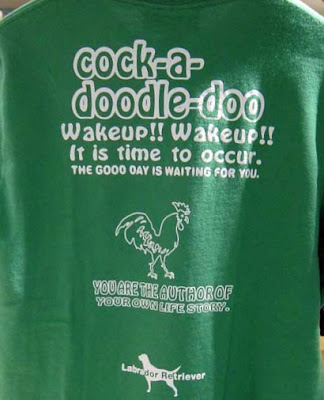 cock-a-
doodle-doo
Wakeup!! Wakeup!!
It is time to occur.
THE GOOD DAY IS WAITING FOR YOU.
YOU ARE THE AUTHOR OF
YOUR OWN LIFE STORY.
Labrador Retriever